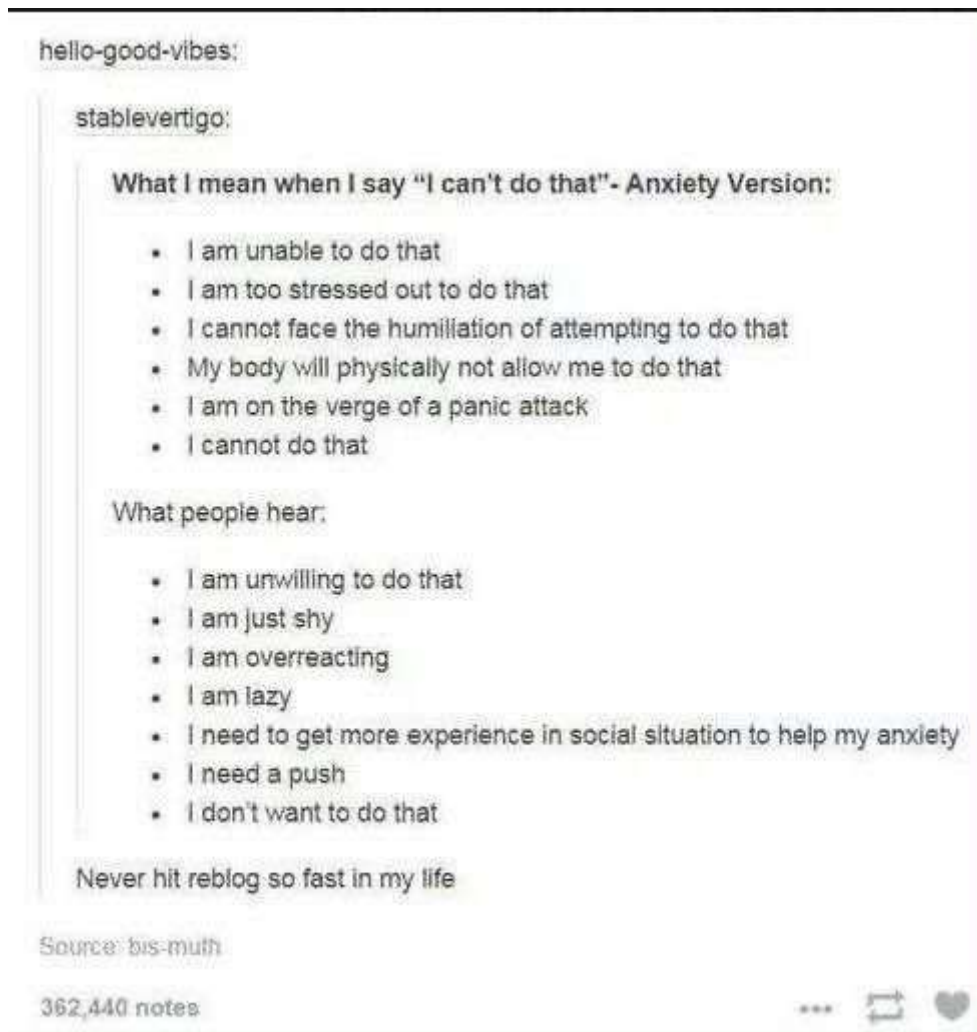 hello-good-vibes:
stablevertigo:
What I mean when I say “I can't do that”- Anxiety Version:
• I am unable to do that
• I am too stressed out to do that
• I cannot face the humiliation of attempting to do that
• My body will physically not allow me to do that
• I am on the verge of a panic attack
• I cannot do that
What people hear:
• I am unwilling to do that
• I am just shy
• I am overreacting
• I am lazy
• I need to get more experience in social situation to help my anxiety
• I need a push
• I don't want to do that
Never hit reblog so fast in my life
Source: bis-muth
362,440 notes